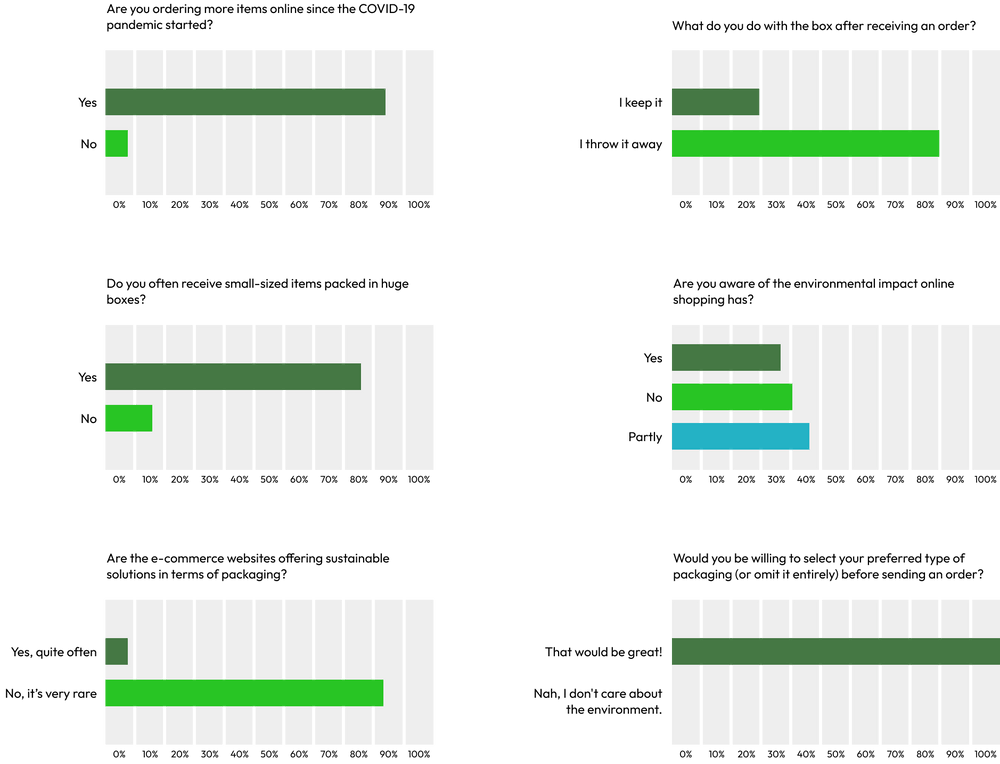 Are you ordering more items online since the COVID-19
pandemic started?
Yes
No
0% 10% 20% 30% 40% 50% 60% 70% 80% 90% 100%
What do you do with the box after receiving an order?
I keep it
I throw it away
0% 10% 20% 30% 40% 50% 60% 70% 80% 90% 100%
Do you often receive small-sized items packed in huge
boxes?
Yes
No
0% 10% 20% 30% 40% 50% 60% 70% 80% 90% 100%
Are you aware of the environmental impact online
shopping has?
Yes
No
Partly
0% 10% 20% 30% 40% 50% 60% 70% 80% 90% 100%
Are the e-commerce websites offering sustainable
solutions in terms of packaging?
Yes, quite often
No, it's very rare
0% 10% 20% 30% 40% 50% 60% 70% 80% 90% 100%
Would you be willing to select your preferred type of
packaging (or omit it entirely) before sending an order?
That would be great!
Nah, I don't care about
the environment.
0% 10% 20% 30% 40% 50% 60% 70% 80% 90% 100%